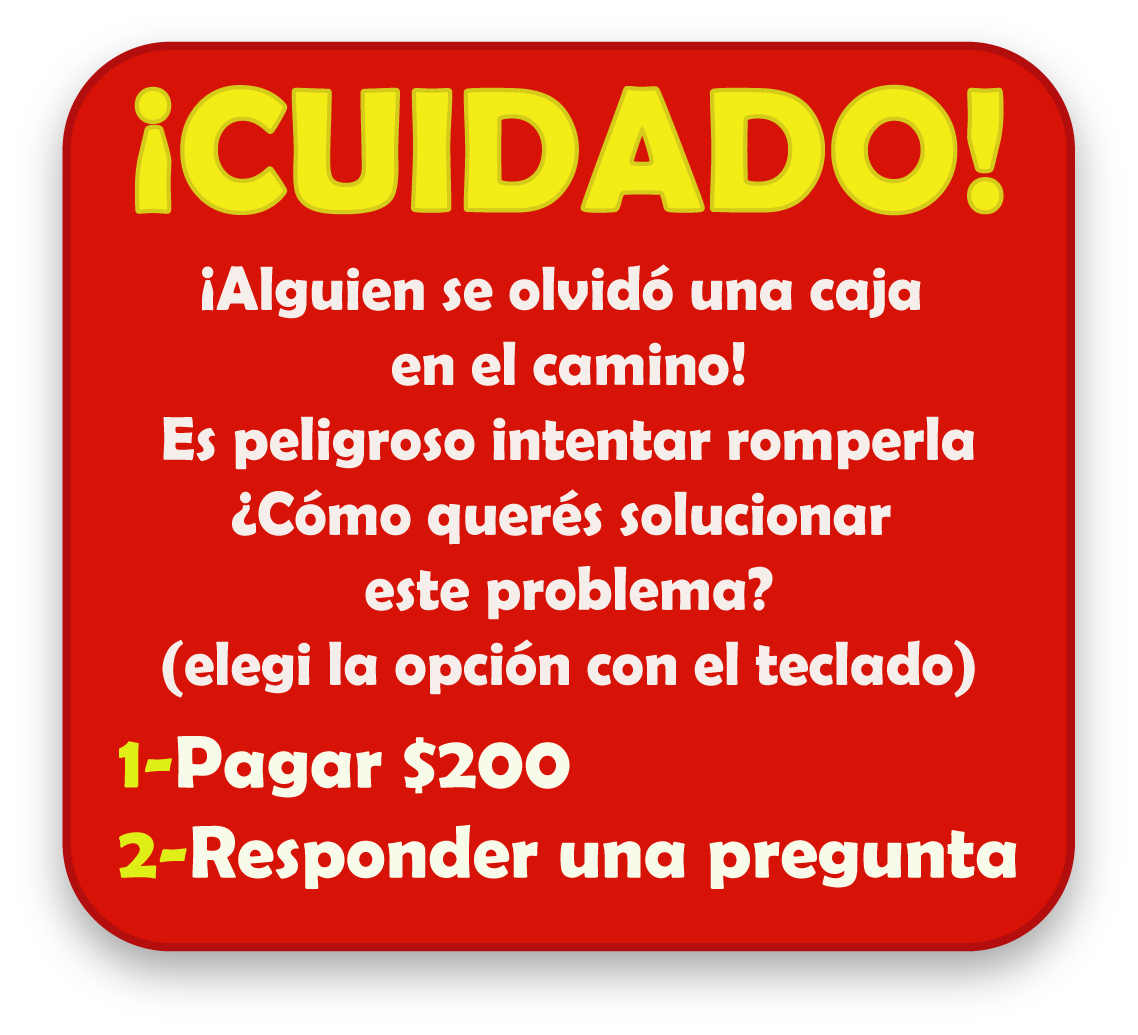 ¡CUIDADO!
¡Alguien se olvidó una caja
en el camino!
Es peligroso intentar romperla
¿Cómo querés solucionar
este problema?
(elegi la opción con el teclado)
1-Pagar $200
2-Responder una pregunta